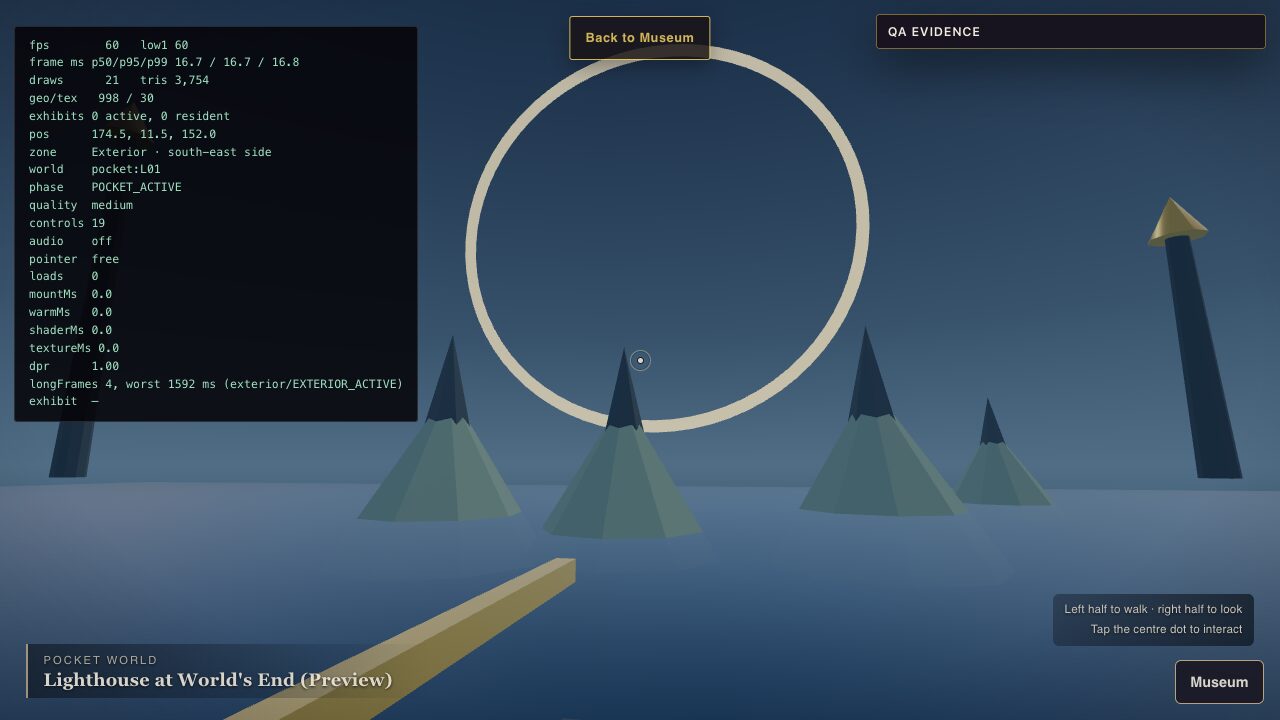 fps 60 low1 60
frame ms p50/p95/p99 16.7 / 16.7 / 16.8
draws 21 tris 3,754
geo/tex 998 / 30
exhibits 0 active, 0 resident
pos 174.5, 11.5, 152.0
zone Exterior · south-east side
world pocket:L01
phase POCKET_ACTIVE
quality medium
controls 19
audio off
pointer free
loads 0
mountMs 0.0
warmMs 0.0
shaderMs 0.0
textureMs 0.0
dpr 1.00
longFrames 4, worst 1592 ms (exterior/EXTERIOR_ACTIVE)
exhibit —
Back to Museum
QA EVIDENCE
Left half to walk · right half to look
Tap the centre dot to interact
POCKET WORLD
Lighthouse at World's End (Preview)
Museum